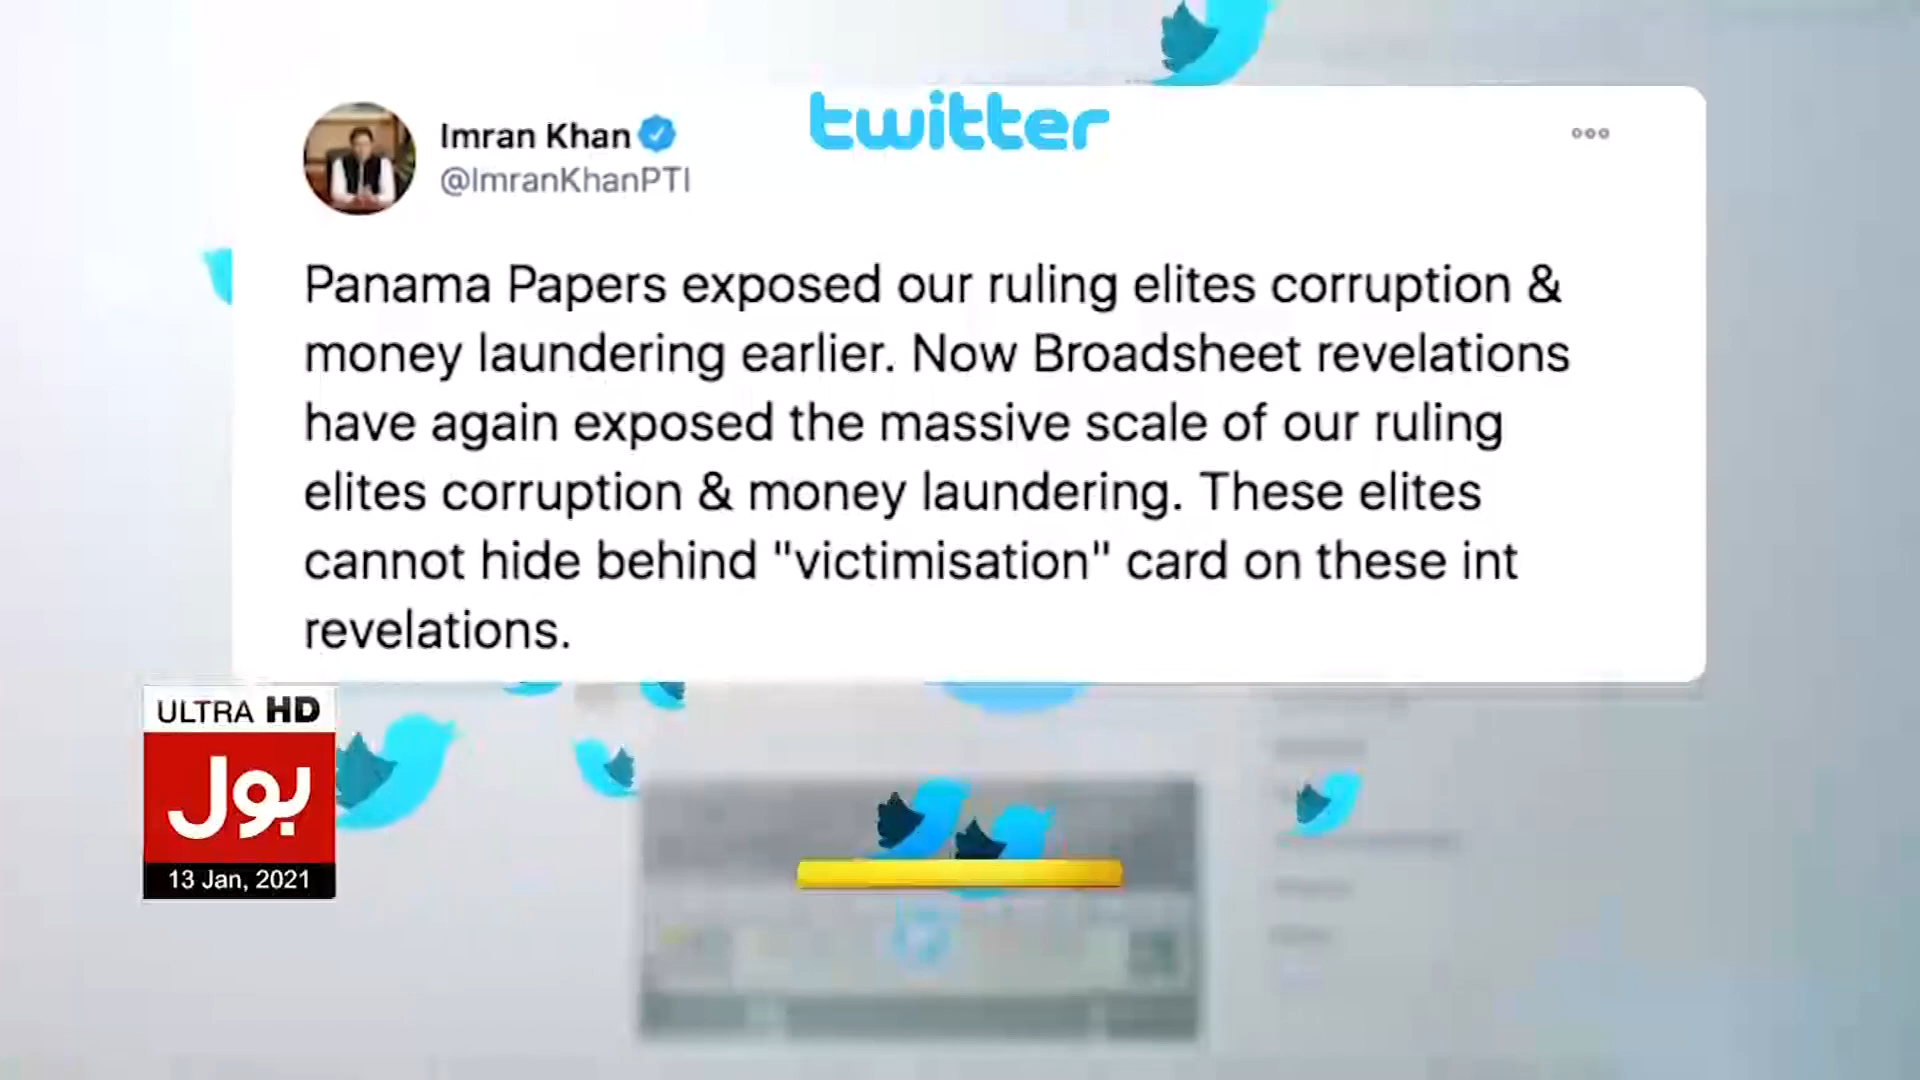 twitter
Imran Khan
@ImranKhanPTI
Panama Papers exposed our ruling elites corruption &
money laundering earlier. Now Broadsheet revelations
have again exposed the massive scale of our ruling
elites corruption & money laundering. These elites
cannot hide behind "victimisation" card on these int
revelations.
ULTRA HD
بول
13 Jan, 2021